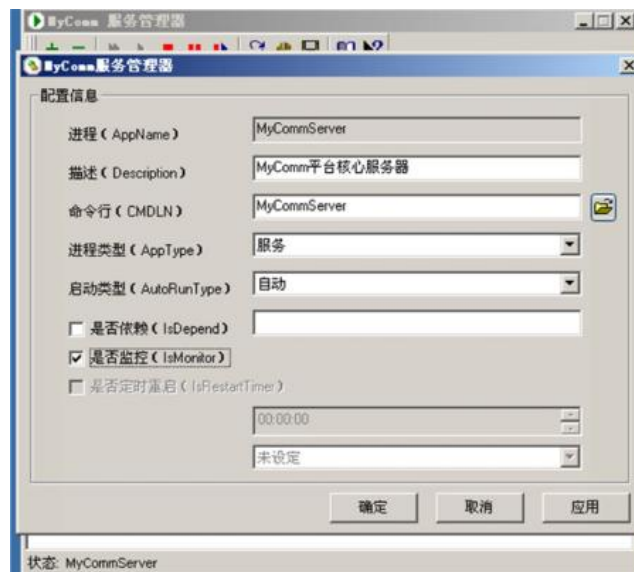 MyComm 服务管理器
MyComm服务管理器
配置信息
进程(AppName)
MyCommServer
描述(Description)
MyComm平台核心服务器
命令行(CMDLN)
MyCommServer
进程类型(AppType)
服务
启动类型(AutoRunType)
自动
是否依赖(IsDepend)
是否监控(IsMonitor)
是否定时重启(IsRestartTimer)
00:00:00
未设定
确定 取消 应用
状态: MyCommServer